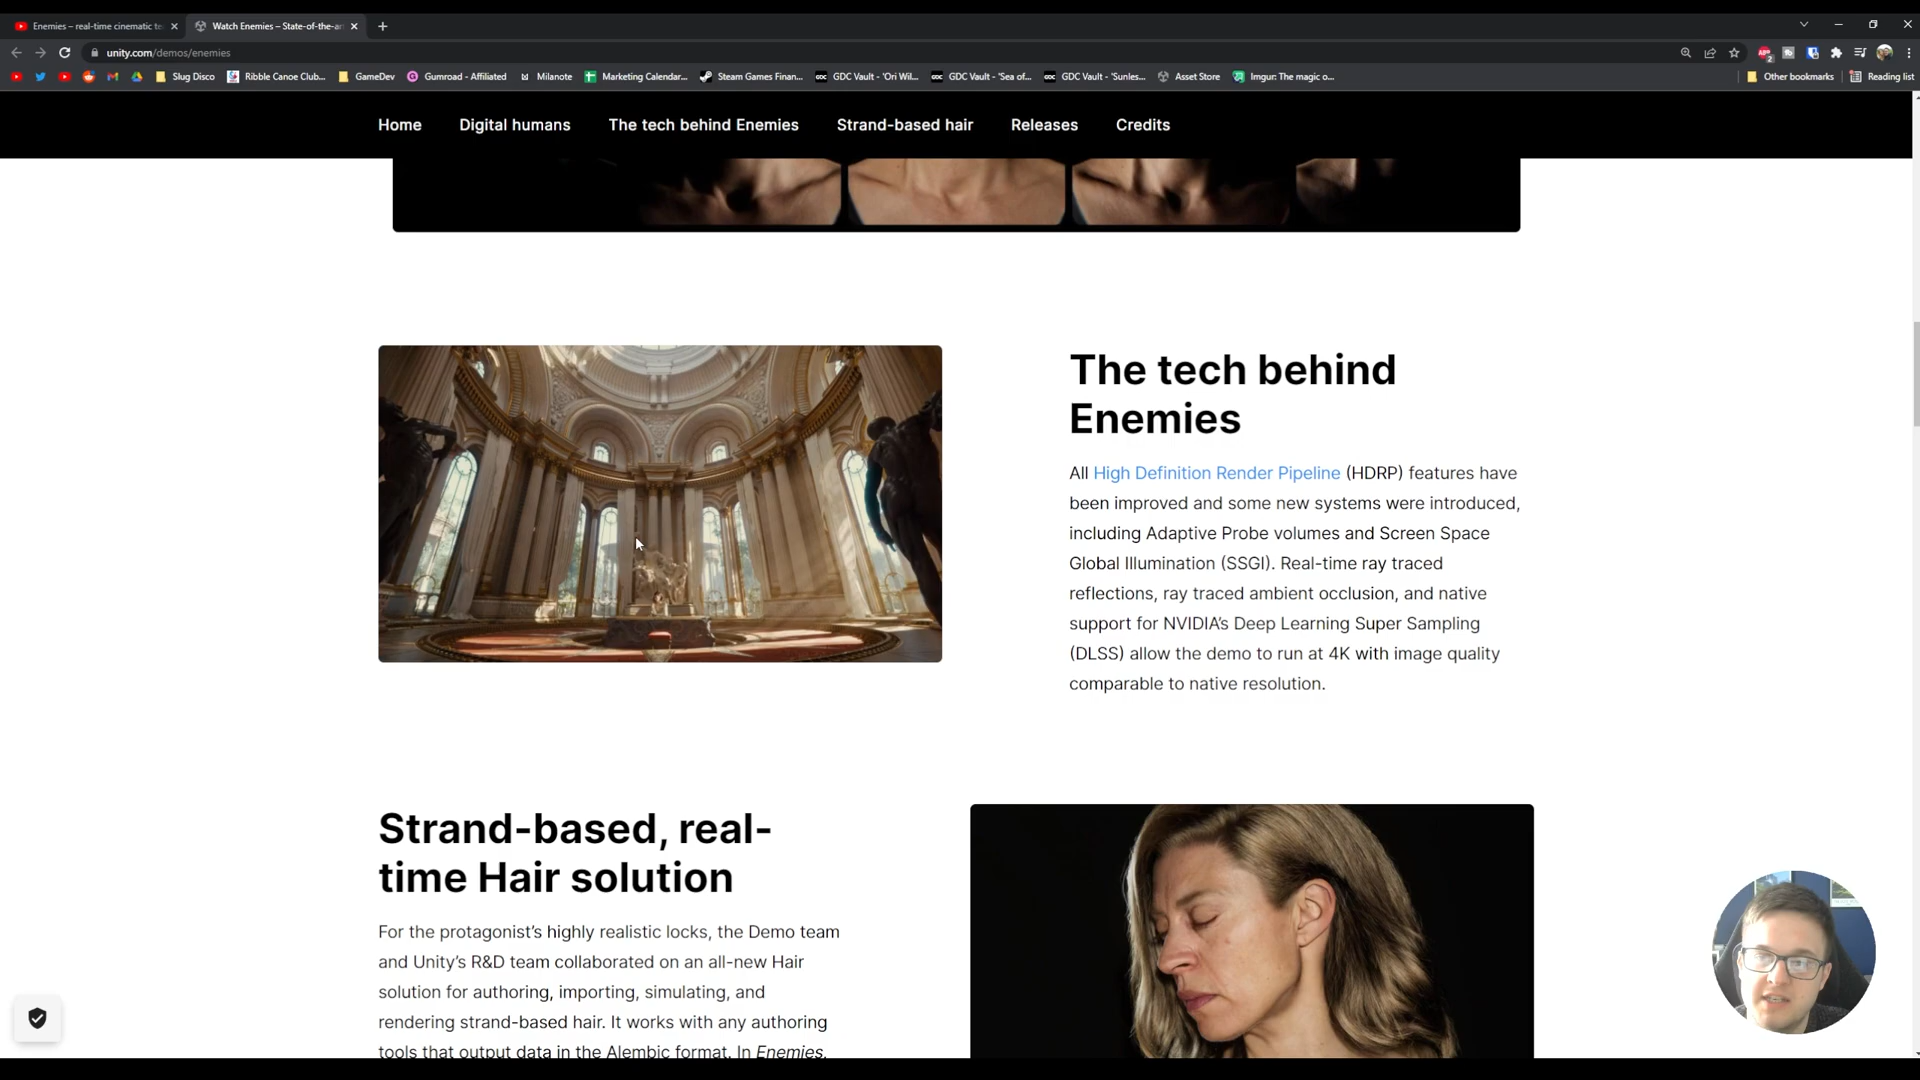 Enemies – real-time cinematic te
Watch Enemies – State-of-the-ar
unity.com/demos/enemies
Slug Disco
Ribble Canoe Club...
GameDev
Gumroad - Affiliated
Milanote
Marketing Calendar...
Steam Games Finan...
GDC Vault - 'Ori Wil...
GDC Vault - 'Sea of...
GDC Vault - 'Sunles...
Asset Store
Imgur: The magic o...
Other bookmarks
Reading list
Home
Digital humans
The tech behind Enemies
Strand-based hair
Releases
Credits
The tech behind
Enemies
All High Definition Render Pipeline (HDRP) features have
been improved and some new systems were introduced,
including Adaptive Probe volumes and Screen Space
Global Illumination (SSGI). Real-time ray traced
reflections, ray traced ambient occlusion, and native
support for NVIDIA's Deep Learning Super Sampling
(DLSS) allow the demo to run at 4K with image quality
comparable to native resolution.
Strand-based, real-
time Hair solution
For the protagonist's highly realistic locks, the Demo team
and Unity's R&D team collaborated on an all-new Hair
solution for authoring, importing, simulating, and
rendering strand-based hair. It works with any authoring
tools that output data in the Alembic format. In Enemies,